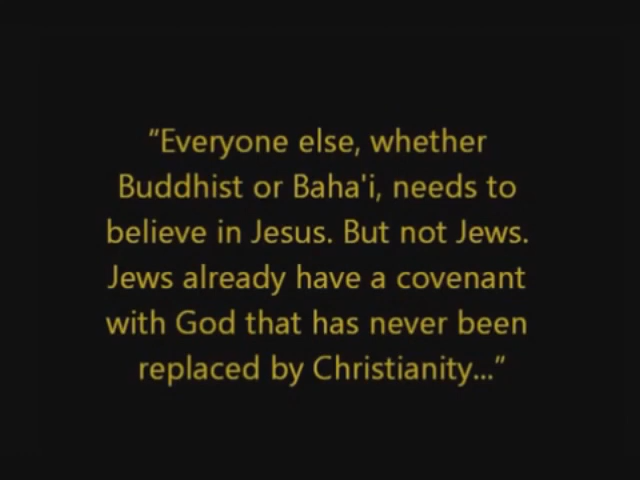 “Everyone else, whether
Buddhist or Baha'i, needs to
believe in Jesus. But not Jews.
Jews already have a covenant
with God that has never been
replaced by Christianity...”